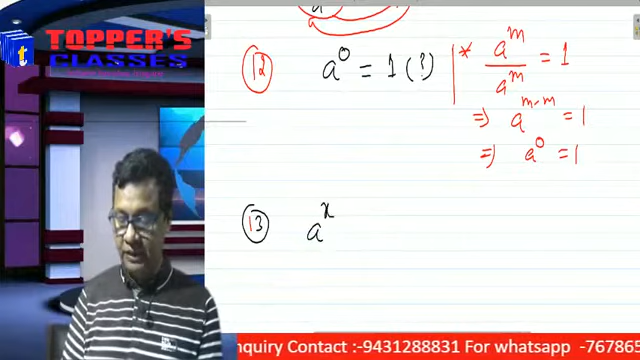 TOPPER'S
CLASSES
t
a
12 a⁰ = 1 (?)
* aᵐ/aᵐ = 1
⇒ aᵐ⁻ᵐ = 1
⇒ a⁰ = 1
13 aˣ
nquiry Contact :-9431288831 For whatsapp -767865